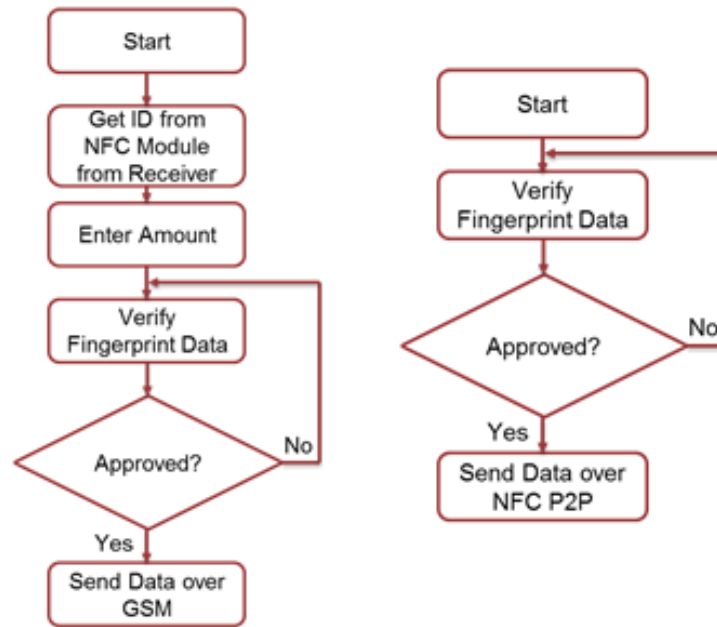 Start
Get ID from
NFC Module
from Receiver
Enter Amount
Verify
Fingerprint Data
Approved?
No
Yes
Send Data over
GSM
Start
Verify
Fingerprint Data
Approved?
No
Yes
Send Data over
NFC P2P